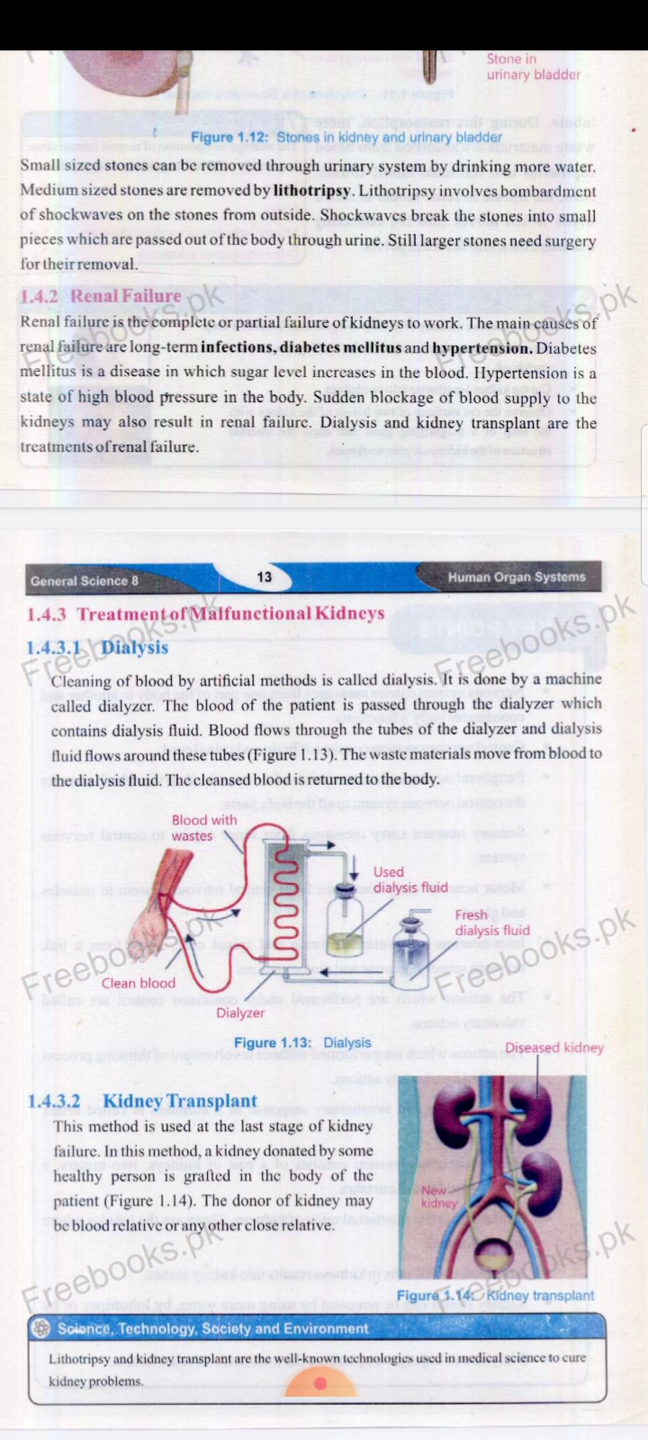 Stone in
urinary bladder
Figure 1.12: Stones in kidney and urinary bladder
Small sized stones can be removed through urinary system by drinking more water.
Medium sized stones are removed by lithotripsy. Lithotripsy involves bombardment
of shockwaves on the stones from outside. Shockwaves break the stones into small
pieces which are passed out of the body through urine. Still larger stones need surgery
for their removal.
1.4.2 Renal Failure
Renal failure is the complete or partial failure of kidneys to work. The main causes of
renal failure are long-term infections, diabetes mellitus and hypertension. Diabetes
mellitus is a disease in which sugar level increases in the blood. Hypertension is a
state of high blood pressure in the body. Sudden blockage of blood supply to the
kidneys may also result in renal failure. Dialysis and kidney transplant are the
treatments of renal failure.
Freebooks.pk
Freebooks.pk
General Science 8
13
Human Organ Systems
1.4.3 Treatment of Malfunctional Kidneys
1.4.3.1 Dialysis
Freebooks.pk
Freebooks.pk
Cleaning of blood by artificial methods is called dialysis. It is done by a machine
called dialyzer. The blood of the patient is passed through the dialyzer which
contains dialysis fluid. Blood flows through the tubes of the dialyzer and dialysis
fluid flows around these tubes (Figure 1.13). The waste materials move from blood to
the dialysis fluid. The cleansed blood is returned to the body.
Blood with
wastes
Used
dialysis fluid
Fresh
dialysis fluid
Clean blood
Dialyzer
Freebooks.pk
Freebooks.pk
Figure 1.13: Dialysis
Diseased kidney
1.4.3.2 Kidney Transplant
This method is used at the last stage of kidney
failure. In this method, a kidney donated by some
healthy person is grafted in the body of the
patient (Figure 1.14). The donor of kidney may
be blood relative or any other close relative.
New
kidney
Freebooks.pk
Freebooks.pk
Figure 1.14: Kidney transplant
Science, Technology, Society and Environment
Lithotripsy and kidney transplant are the well-known technologies used in medical science to cure
kidney problems.